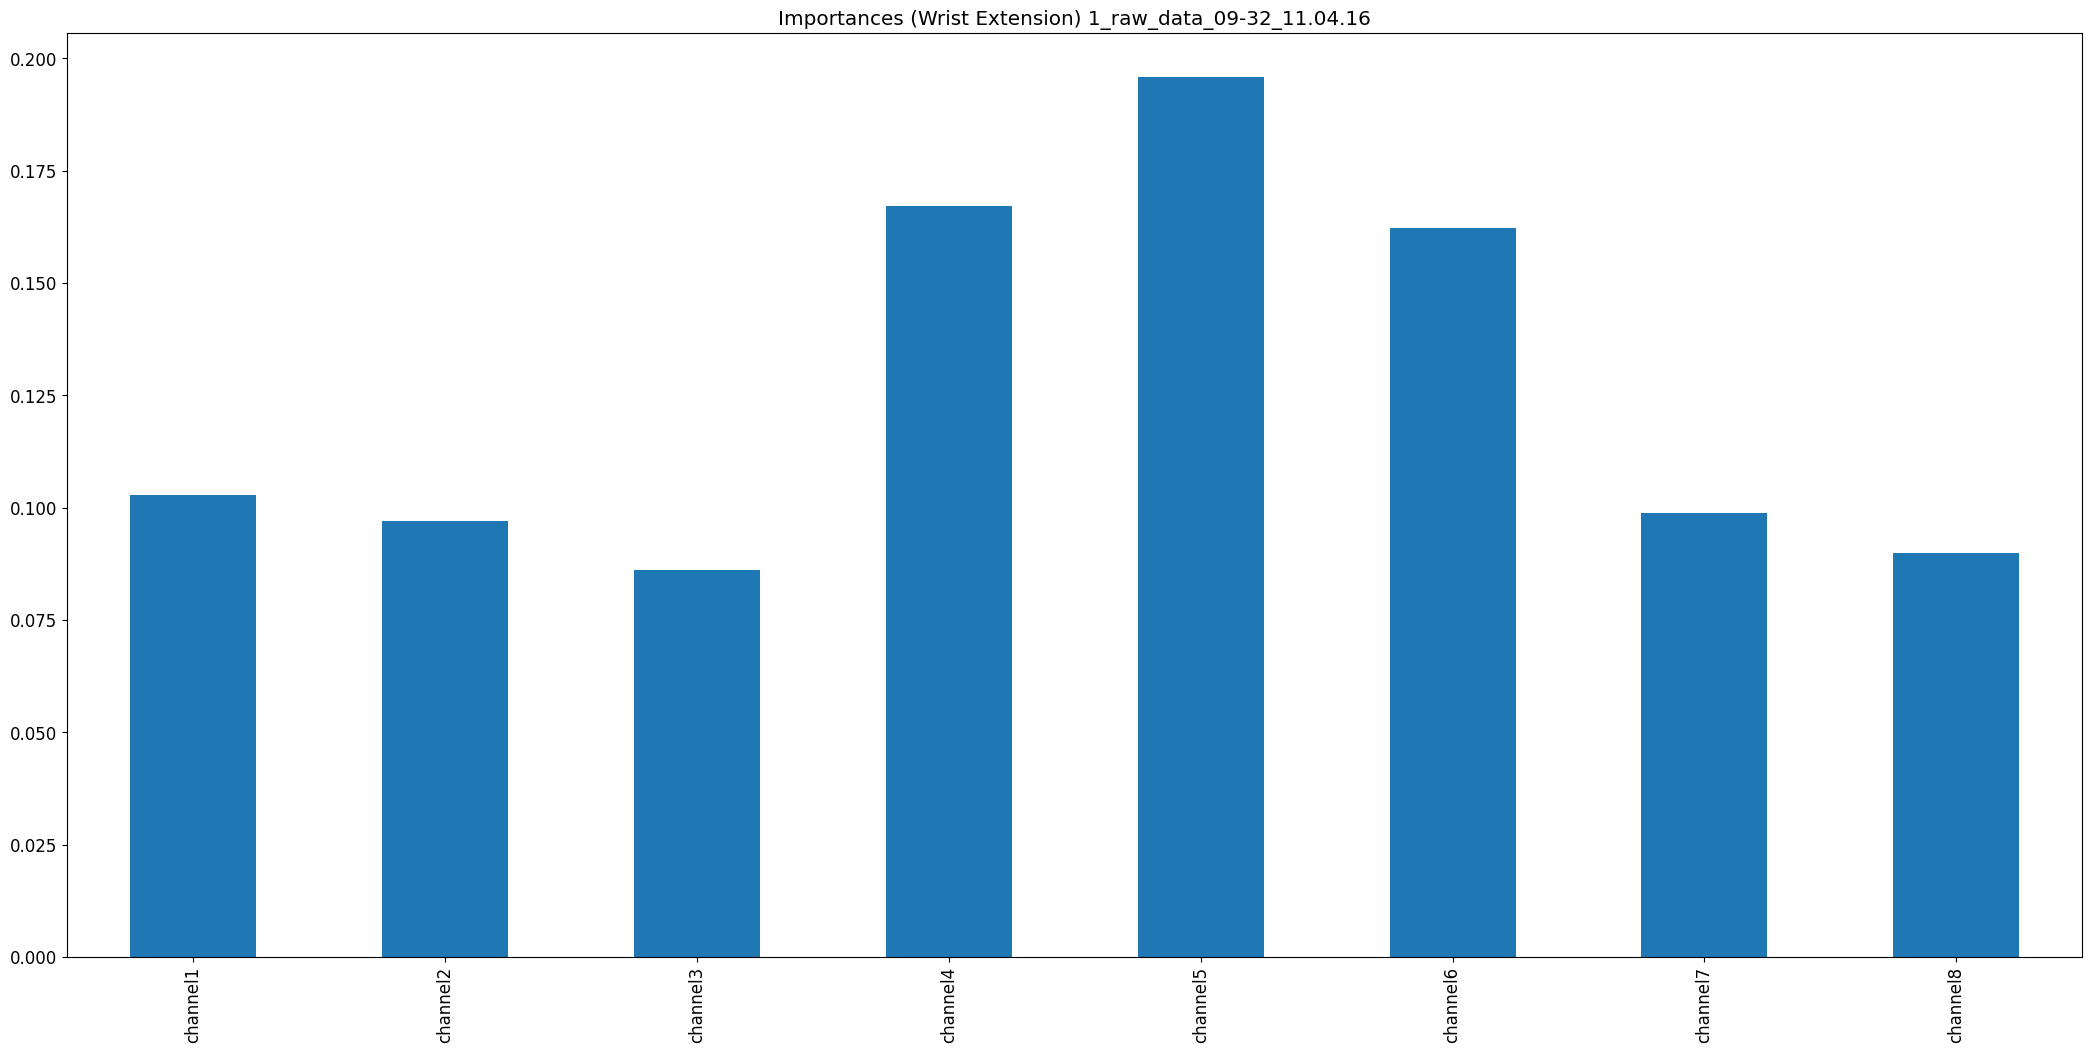 Importances (Wrist Extension) 1_raw_data_09-32_11.04.16
0.200
0.175
0.150
0.125
0.100
0.075
0.050
0.025
0.000
channel1
channel2
channel3
channel4
channel5
channel6
channel7
channel8